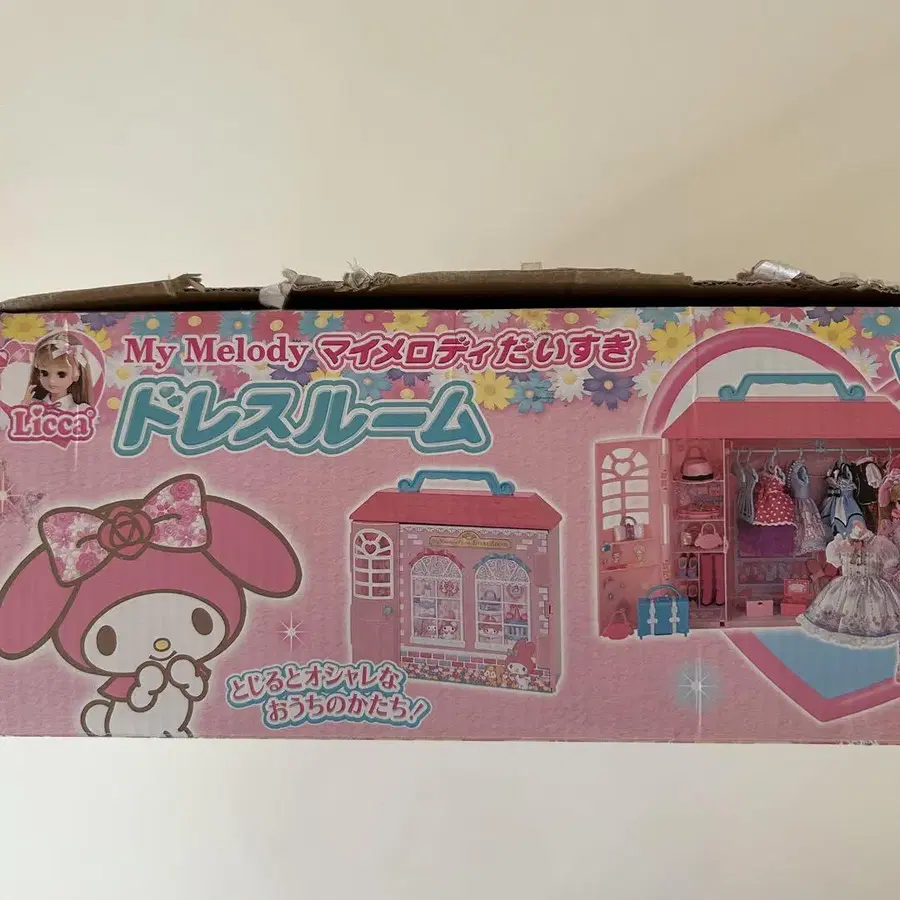 My Melody マイメロディだいすき
Licca
ドレスルーム
とじるとオシャレな
おうちのかたち!